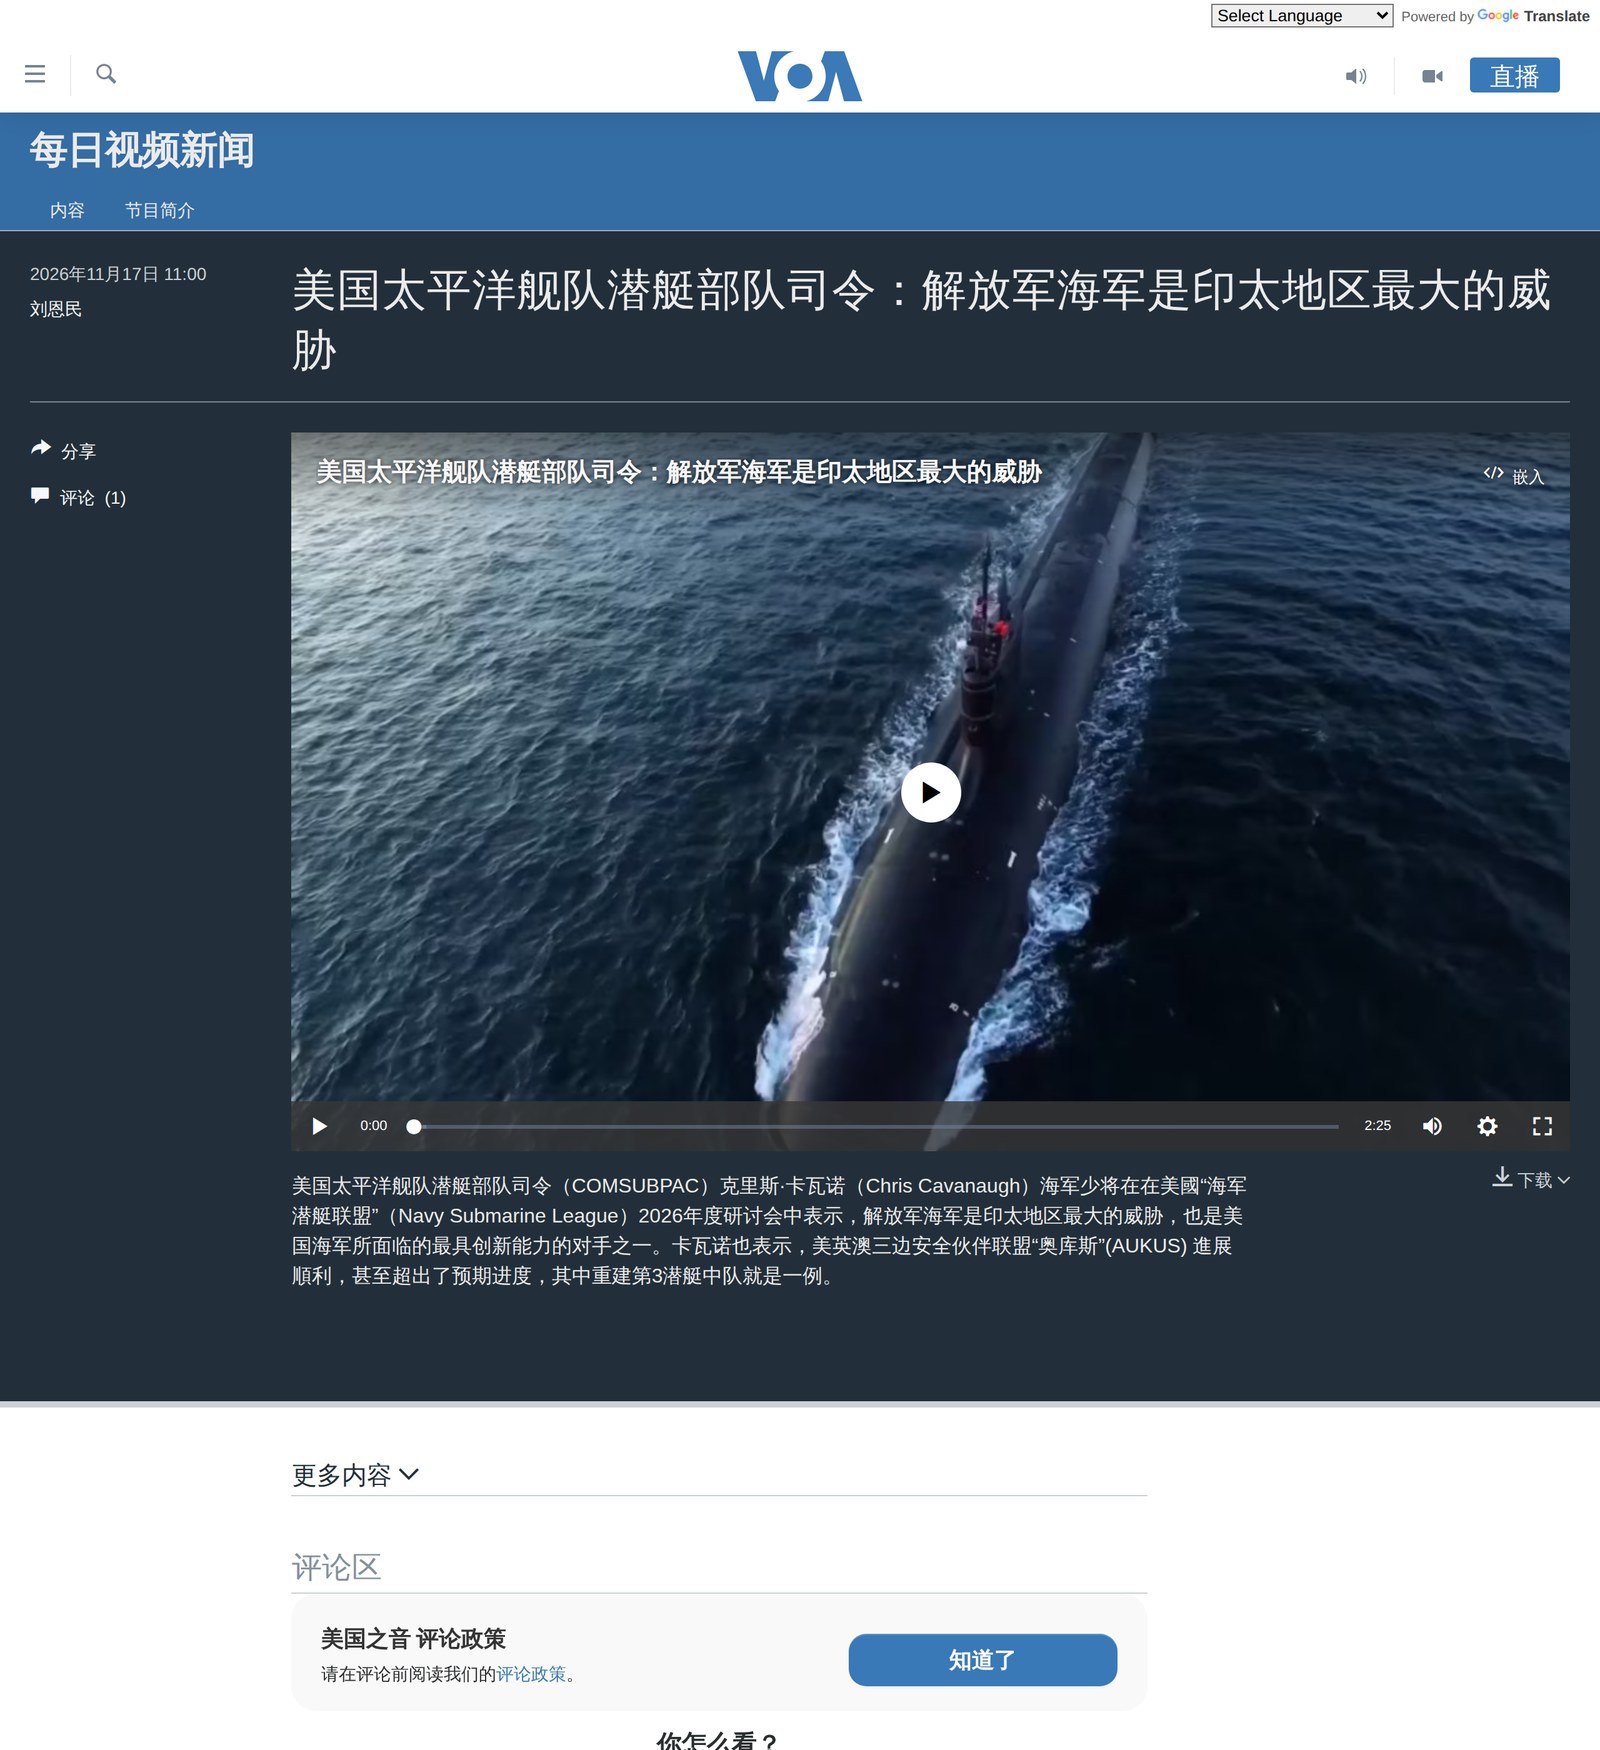 Select Language
Powered by Google Translate
VOA
直播
每日视频新闻
内容 节目简介
2026年11月17日 11:00
刘恩民
美国太平洋舰队潜艇部队司令：解放军海军是印太地区最大的威
胁
分享
评论 (1)
美国太平洋舰队潜艇部队司令：解放军海军是印太地区最大的威胁
</> 嵌入
0:00
2:25
下载
美国太平洋舰队潜艇部队司令（COMSUBPAC）克里斯·卡瓦诺（Chris Cavanaugh）海军少将在在美國“海军
潜艇联盟”（Navy Submarine League）2026年度研讨会中表示，解放军海军是印太地区最大的威胁，也是美
国海军所面临的最具创新能力的对手之一。卡瓦诺也表示，美英澳三边安全伙伴联盟“奥库斯”(AUKUS) 進展
順利，甚至超出了预期进度，其中重建第3潜艇中队就是一例。
更多内容
评论区
美国之音 评论政策
请在评论前阅读我们的评论政策。
知道了
你怎么看？